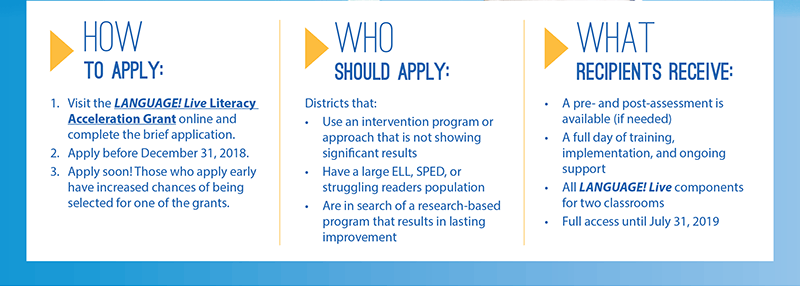 HOW
TO APPLY:
1. Visit the LANGUAGE! Live Literacy
Acceleration Grant online and
complete the brief application.
2. Apply before December 31, 2018.
3. Apply soon! Those who apply early
have increased chances of being
selected for one of the grants.
WHO
SHOULD APPLY:
Districts that:
• Use an intervention program or
approach that is not showing
significant results
• Have a large ELL, SPED, or
struggling readers population
• Are in search of a research-based
program that results in lasting
improvement
WHAT
RECIPIENTS RECEIVE:
• A pre- and post-assessment is
available (if needed)
• A full day of training,
implementation, and ongoing
support
• All LANGUAGE! Live components
for two classrooms
• Full access until July 31, 2019